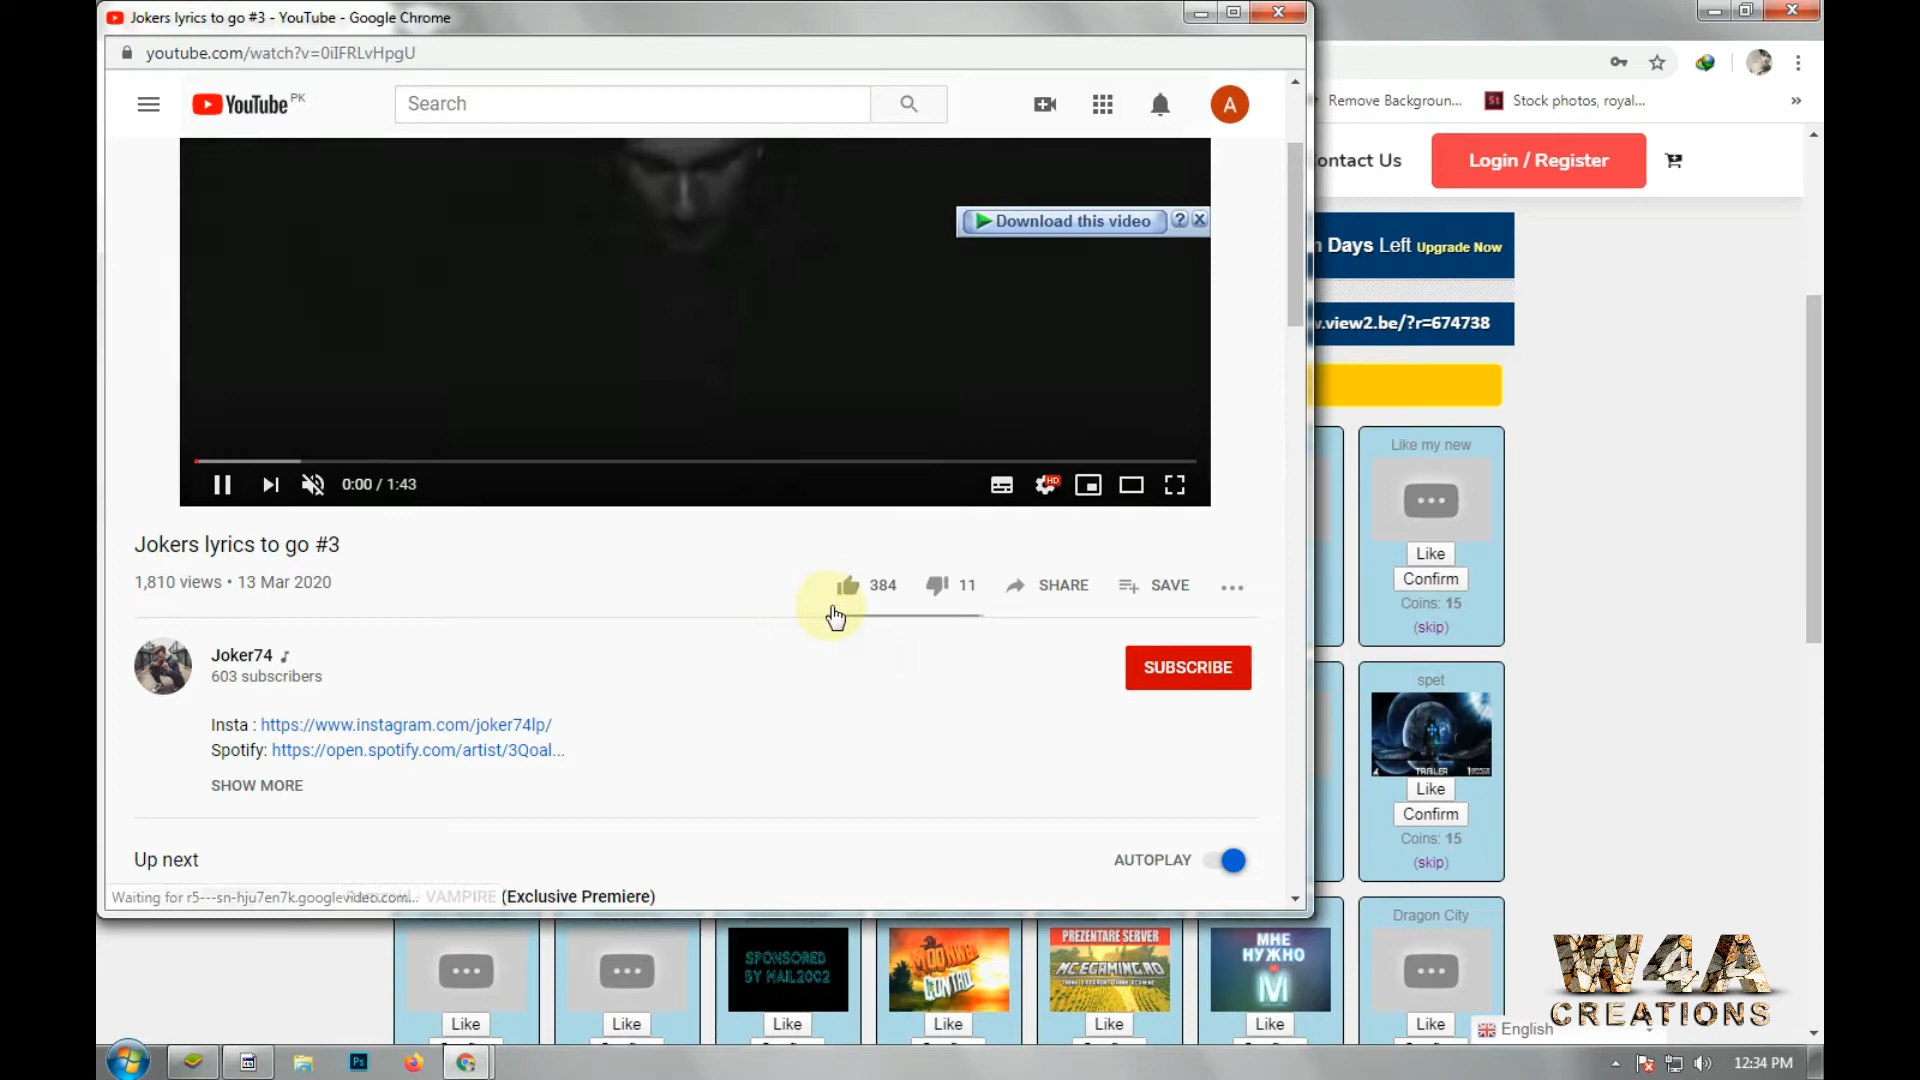 Jokers lyrics to go #3 - YouTube - Google Chrome
youtube.com/watch?v=0iIFRLvHpgU
YouTube PK
Search
A
Remove Backgroun...
St Stock photos, royal...
»
ontact Us
Login / Register
Download this video ? X
n Days Left Upgrade Now
v.view2.be/?r=674738
HD
0:00 / 1:43
Jokers lyrics to go #3
1,810 views • 13 Mar 2020
384
11
SHARE
SAVE
Joker74
603 subscribers
SUBSCRIBE
Insta : https://www.instagram.com/joker74lp/
Spotify: https://open.spotify.com/artist/3Qoal...
SHOW MORE
Up next
AUTOPLAY
VAMPIRE (Exclusive Premiere)
Waiting for r5---sn-hju7en7k.googlevideo.com...
Like my new
Like
Confirm
Coins: 15
(skip)
spet
TRAILER
Like
Confirm
Coins: 15
(skip)
Dragon City
SPONSORED
BY MAIL2002
PREZENTARE SERVER
MCEGAMING.RO
МНЕ
НУЖНО
М
Like
Like
Like
Like
Like
Like
Like
English
W4A
CREATIONS
Ps
12:34 PM